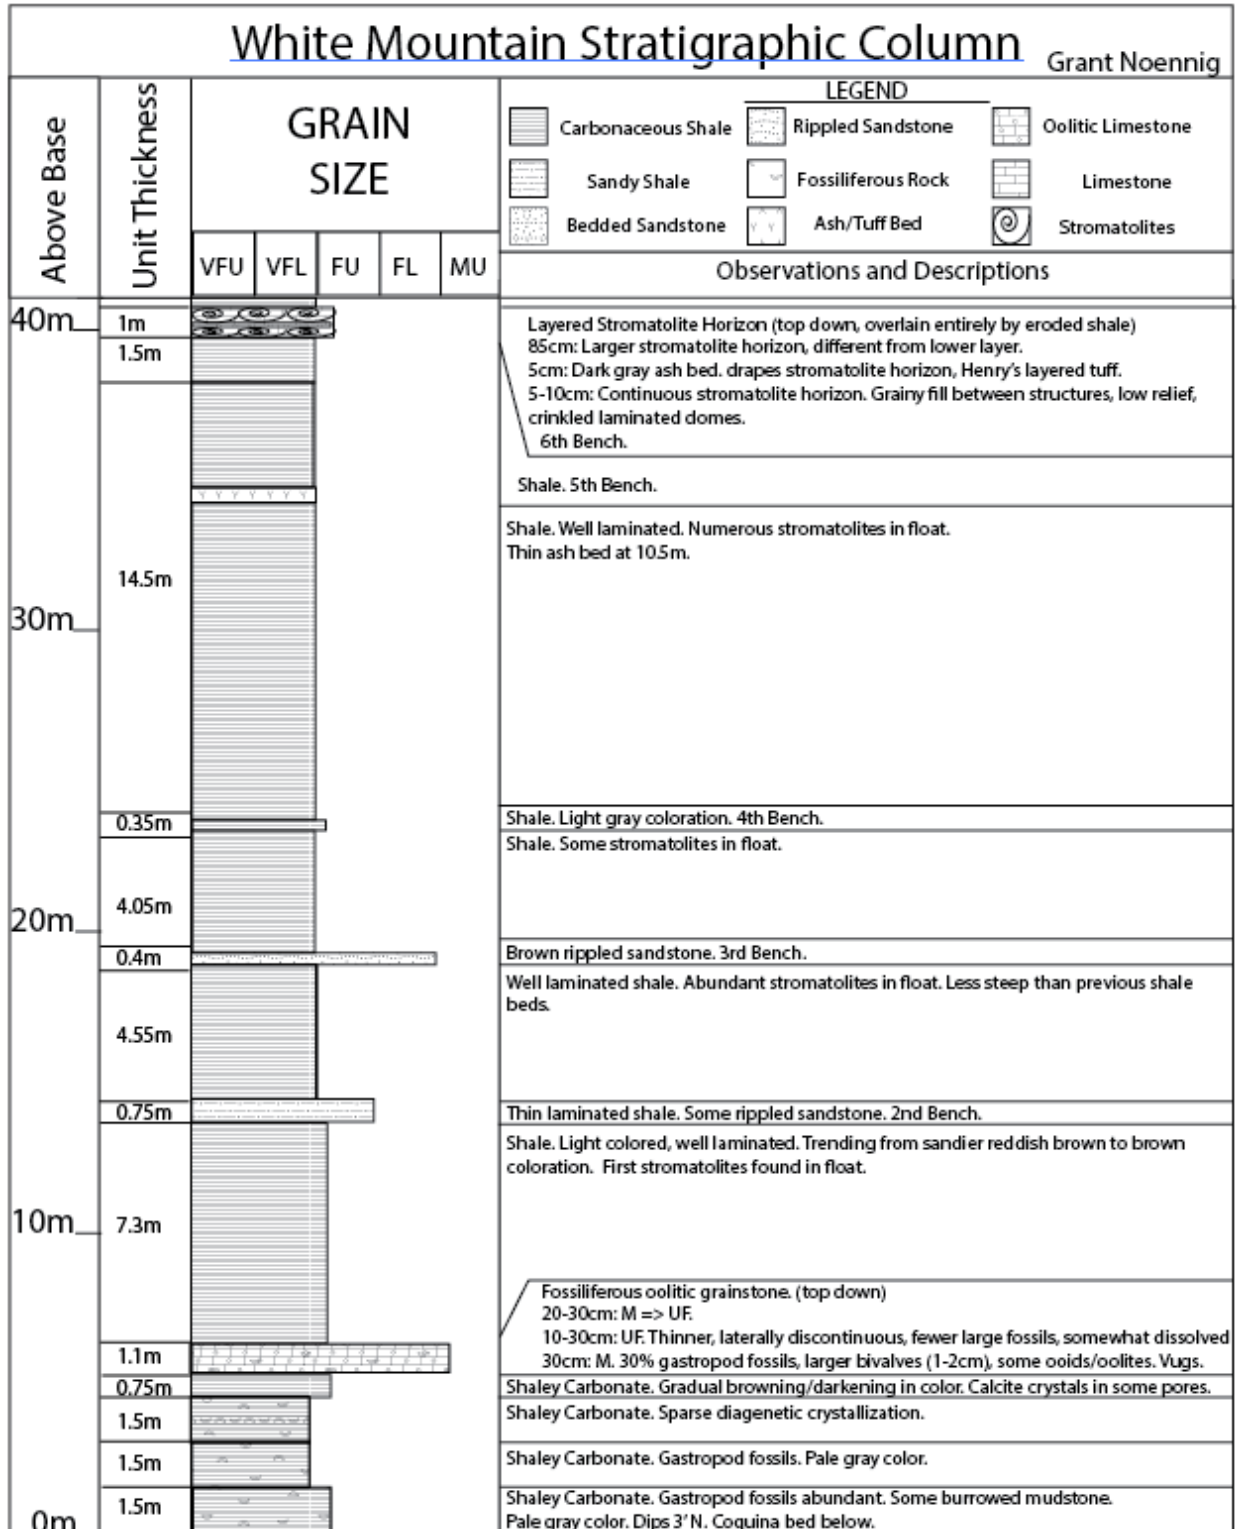 White Mountain Stratigraphic Column
Grant Noennig
Above Base
Unit Thickness
GRAIN
SIZE
VFU VFL FU FL MU
LEGEND
Carbonaceous Shale
Rippled Sandstone
Oolitic Limestone
Sandy Shale
Fossiliferous Rock
Limestone
Bedded Sandstone
Ash/Tuff Bed
Stromatolites
Observations and Descriptions
40m
1m
1.5m
Layered Stromatolite Horizon (top down, overlain entirely by eroded shale)
85cm: Larger stromatolite horizon, different from lower layer.
5cm: Dark gray ash bed. drapes stromatolite horizon, Henry's layered tuff.
5-10cm: Continuous stromatolite horizon. Grainy fill between structures, low relief,
crinkled laminated domes.
6th Bench.
Shale. 5th Bench.
Shale. Well laminated. Numerous stromatolites in float.
Thin ash bed at 10.5m.
14.5m
30m
0.35m
Shale. Light gray coloration. 4th Bench.
Shale. Some stromatolites in float.
4.05m
20m
0.4m
Brown rippled sandstone. 3rd Bench.
Well laminated shale. Abundant stromatolites in float. Less steep than previous shale
beds.
4.55m
0.75m
Thin laminated shale. Some rippled sandstone. 2nd Bench.
Shale. Light colored, well laminated. Trending from sandier reddish brown to brown
coloration. First stromatolites found in float.
10m
7.3m
Fossiliferous oolitic grainstone. (top down)
20-30cm: M => UF.
10-30cm: UF. Thinner, laterally discontinuous, fewer large fossils, somewhat dissolved
30cm: M. 30% gastropod fossils, larger bivalves (1-2cm), some ooids/oolites. Vugs.
1.1m
0.75m
Shaley Carbonate. Gradual browning/darkening in color. Calcite crystals in some pores.
1.5m
Shaley Carbonate. Sparse diagenetic crystallization.
1.5m
Shaley Carbonate. Gastropod fossils. Pale gray color.
1.5m
Shaley Carbonate. Gastropod fossils abundant. Some burrowed mudstone.
Pale gray color. Dips 3' N. Coquina bed below.
0m